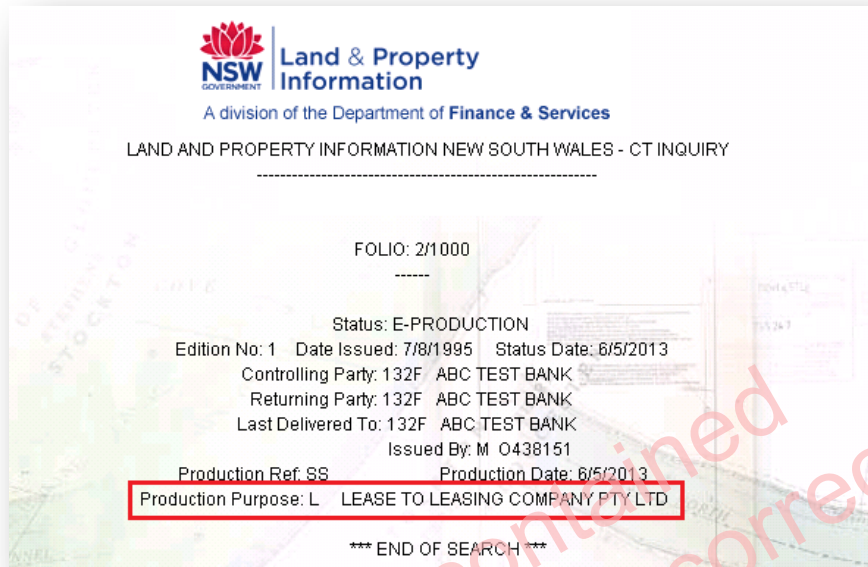 NSW
GOVERNMENT
Land & Property
Information
A division of the Department of Finance & Services
LAND AND PROPERTY INFORMATION NEW SOUTH WALES - CT INQUIRY
------------------------------------------------------------
FOLIO: 2/1000
------
Status: E-PRODUCTION
Edition No: 1 Date Issued: 7/8/1995 Status Date: 6/5/2013
Controlling Party: 132F ABC TEST BANK
Returning Party: 132F ABC TEST BANK
Last Delivered To: 132F ABC TEST BANK
Issued By: M O438151
Production Ref: SS Production Date: 6/5/2013
Production Purpose: L LEASE TO LEASING COMPANY PTY LTD
*** END OF SEARCH ***
STOCKTON
COVE
contained